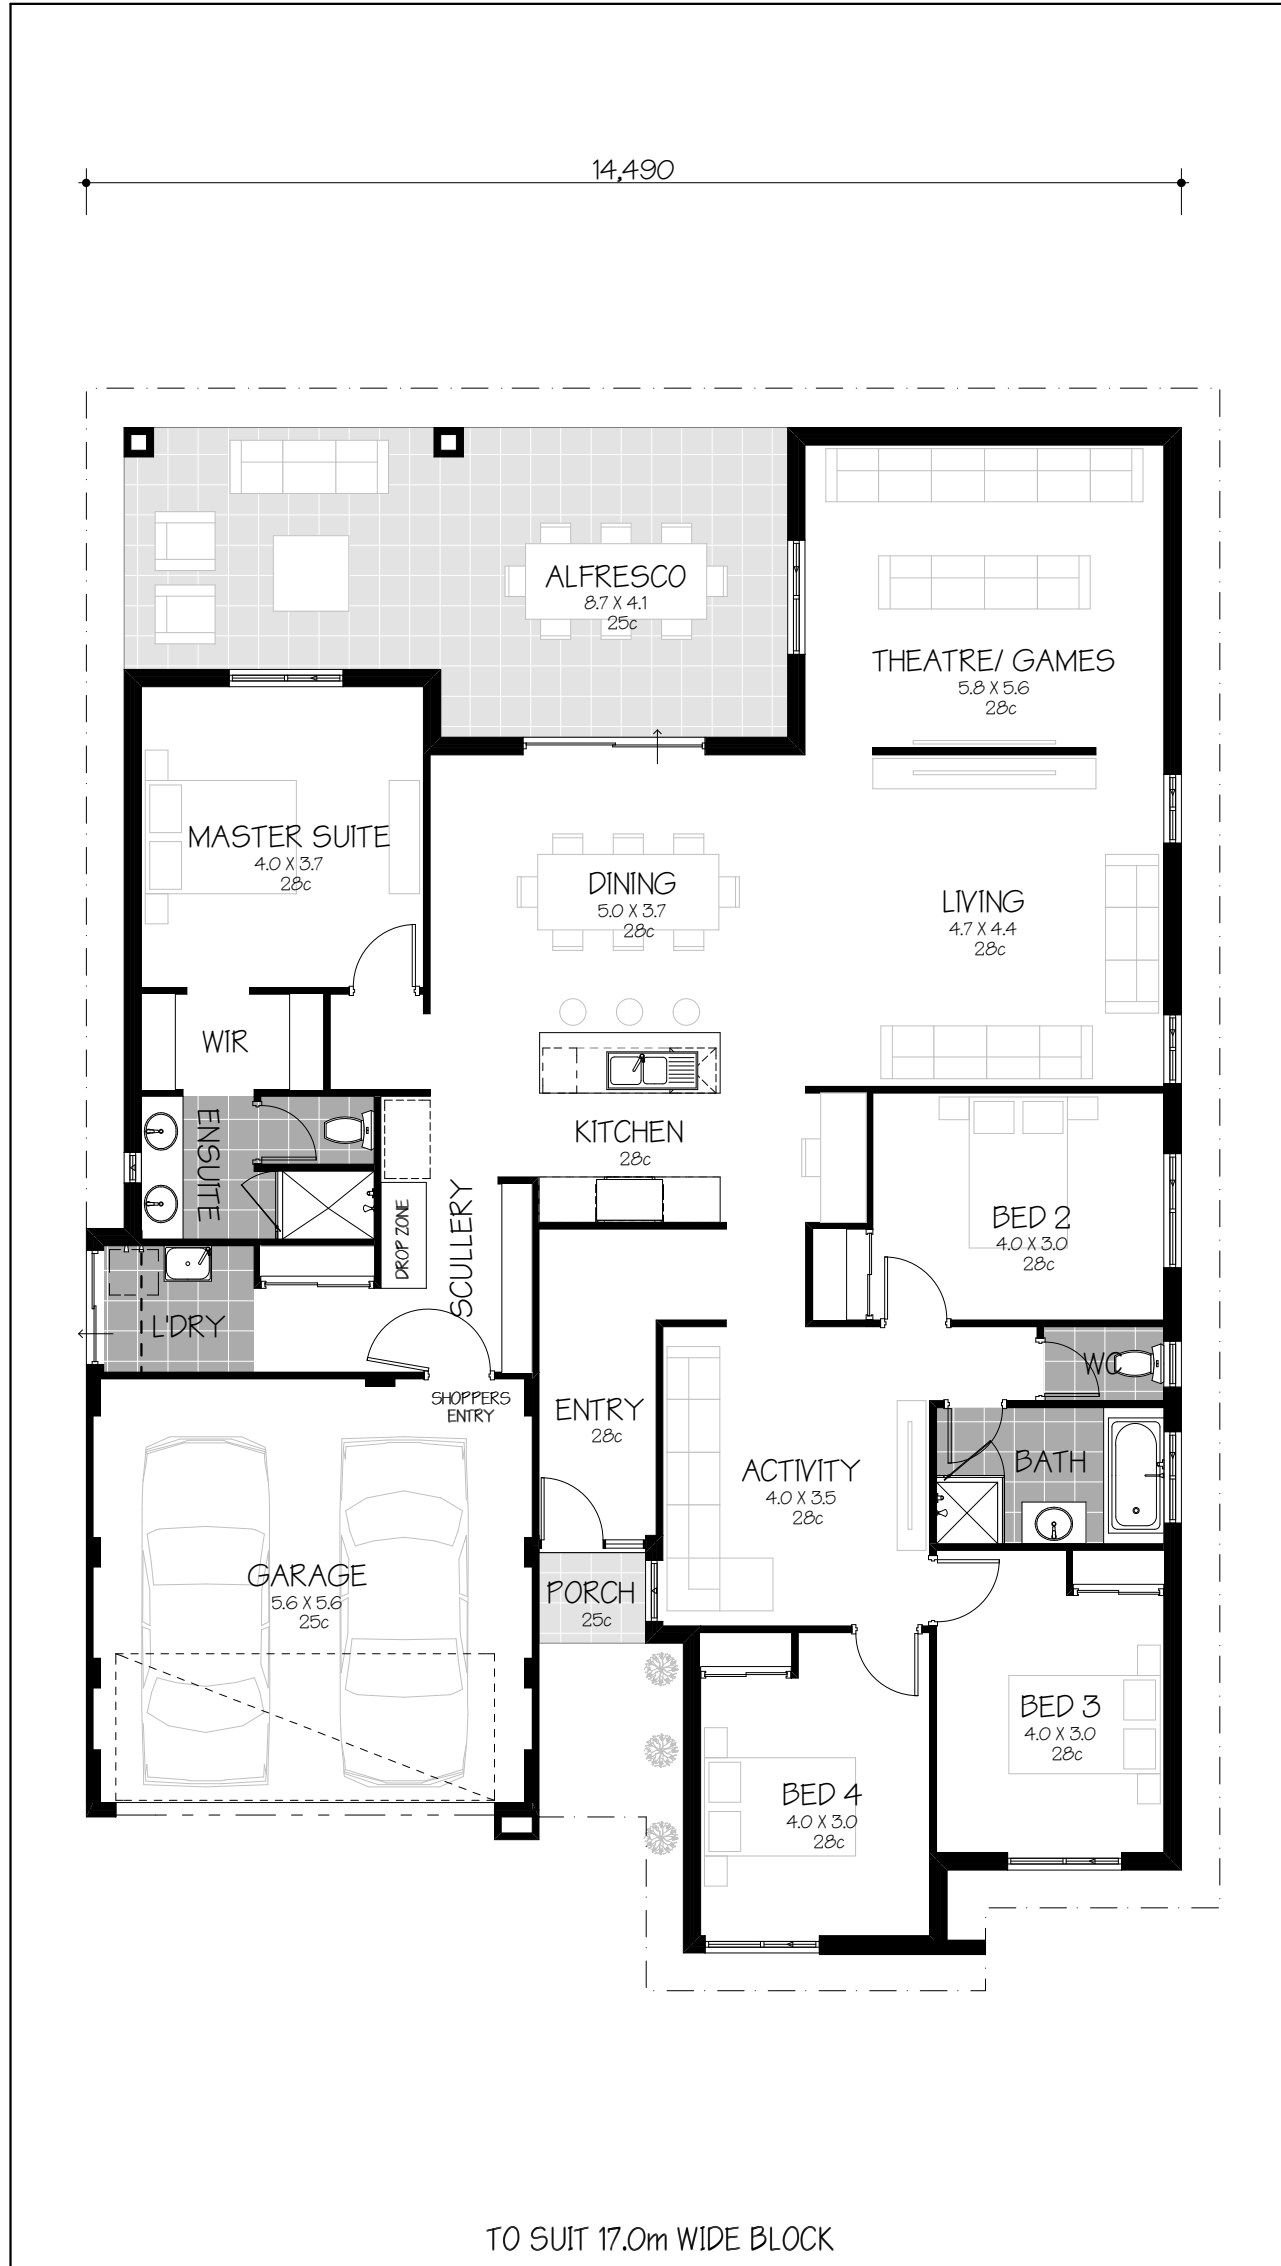 14,490
ALFRESCO
8.7 X 4.1
25c
THEATRE/ GAMES
5.8 X 5.6
28c
MASTER SUITE
4.0 X 3.7
28c
DINING
5.0 X 3.7
28c
LIVING
4.7 X 4.4
28c
WIR
ENSUITE
KITCHEN
28c
DROP ZONE
SCULLERY
BED 2
4.0 X 3.0
28c
L'DRY
WC
SHOPPERS
ENTRY
ENTRY
28c
BATH
ACTIVITY
4.0 X 3.5
28c
GARAGE
5.6 X 5.6
25c
PORCH
25c
BED 3
4.0 X 3.0
28c
BED 4
4.0 X 3.0
28c
TO SUIT 17.0m WIDE BLOCK